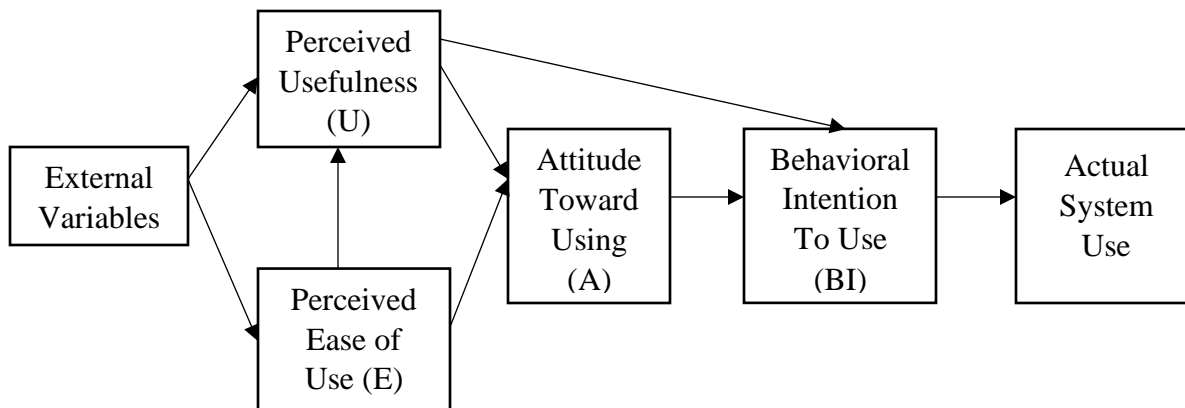 External
Variables
Perceived
Usefulness
(U)
Perceived
Ease of
Use (E)
Attitude
Toward
Using
(A)
Behavioral
Intention
To Use
(BI)
Actual
System
Use